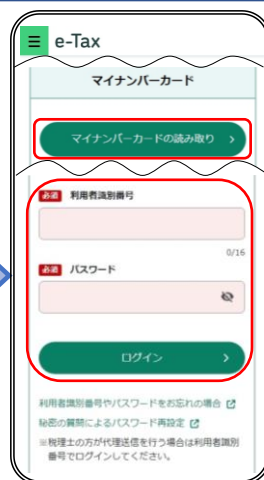 e-Tax
マイナンバーカード
マイナンバーカードの読み取り
必須 利用者識別番号
0/16
必須 パスワード
ログイン
利用者識別番号やパスワードをお忘れの場合
秘密の質問によるパスワード再設定
※税理士の方が代理送信を行う場合は利用者識別
番号でログインしてください。